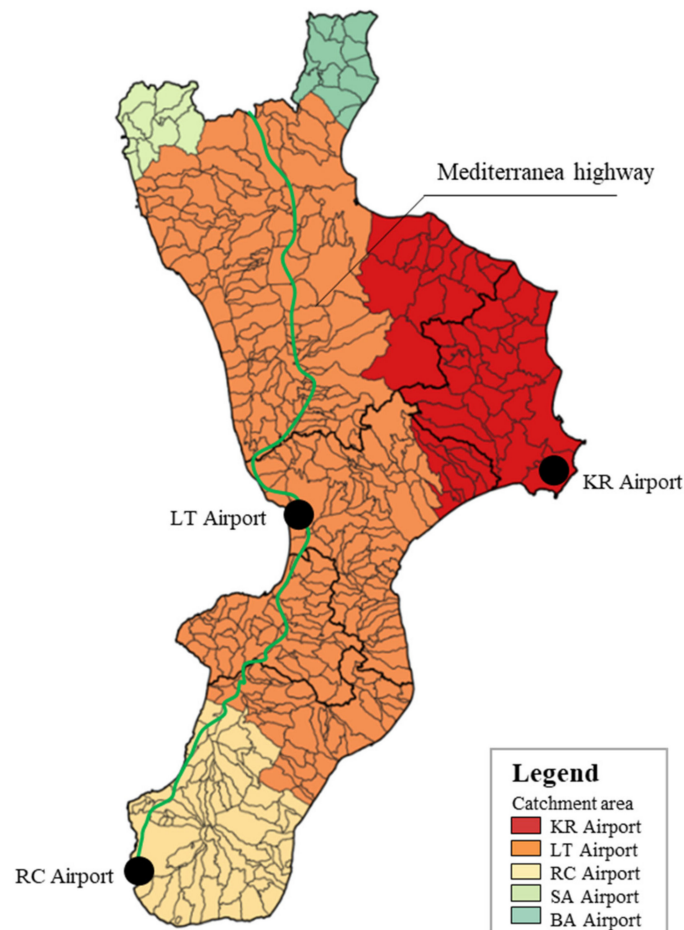 Mediterranea highway
KR Airport
LT Airport
RC Airport
Legend
Catchment area
KR Airport
LT Airport
RC Airport
SA Airport
BA Airport